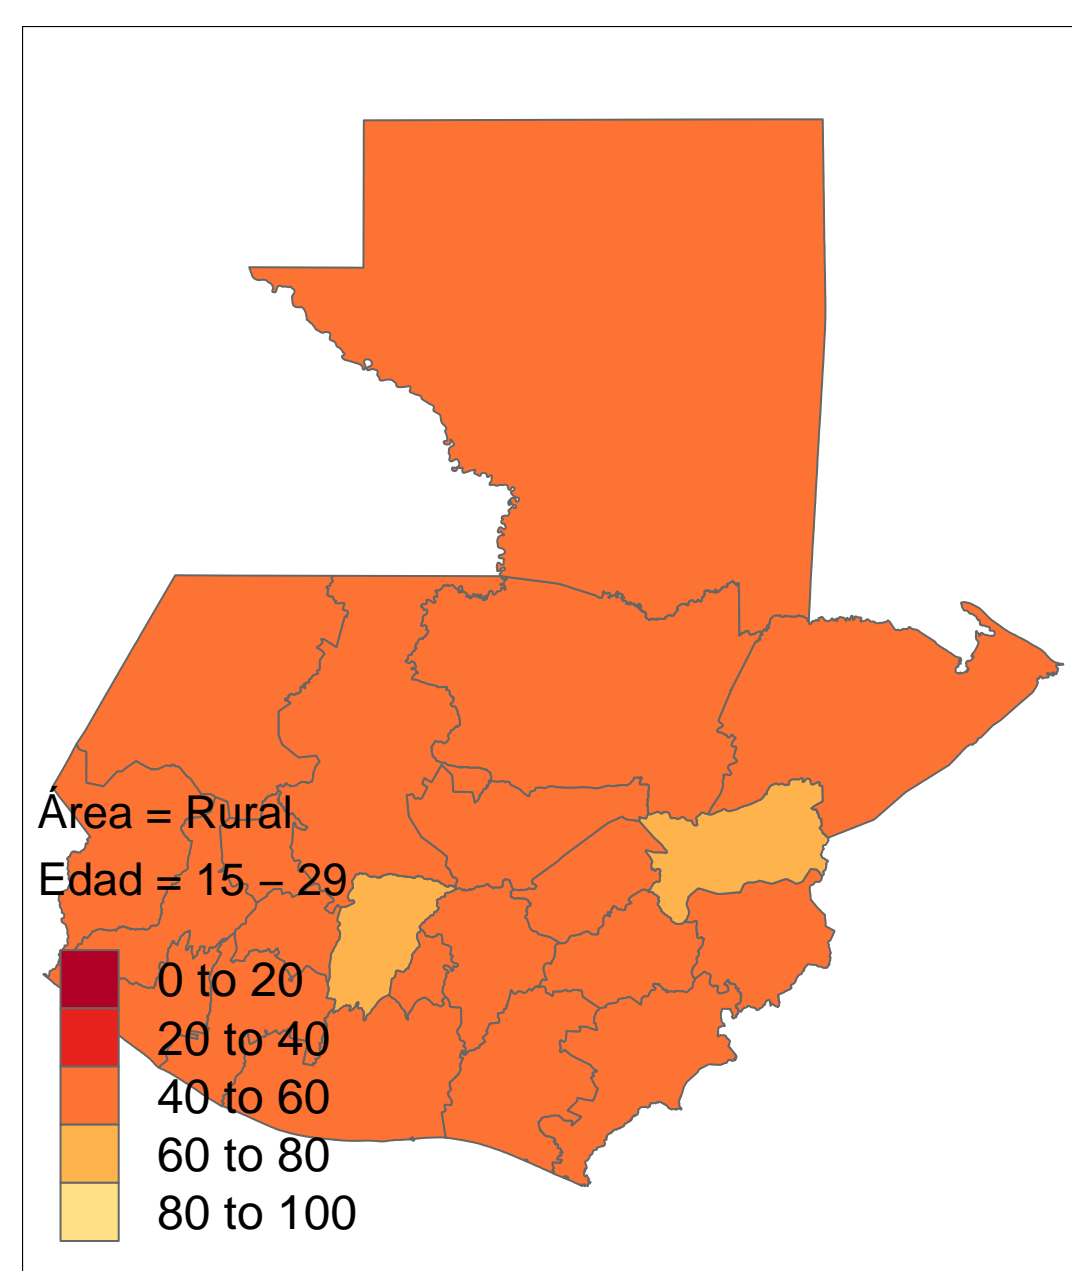 Área = Rural
Edad = 15 – 29
0 to 20
20 to 40
40 to 60
60 to 80
80 to 100